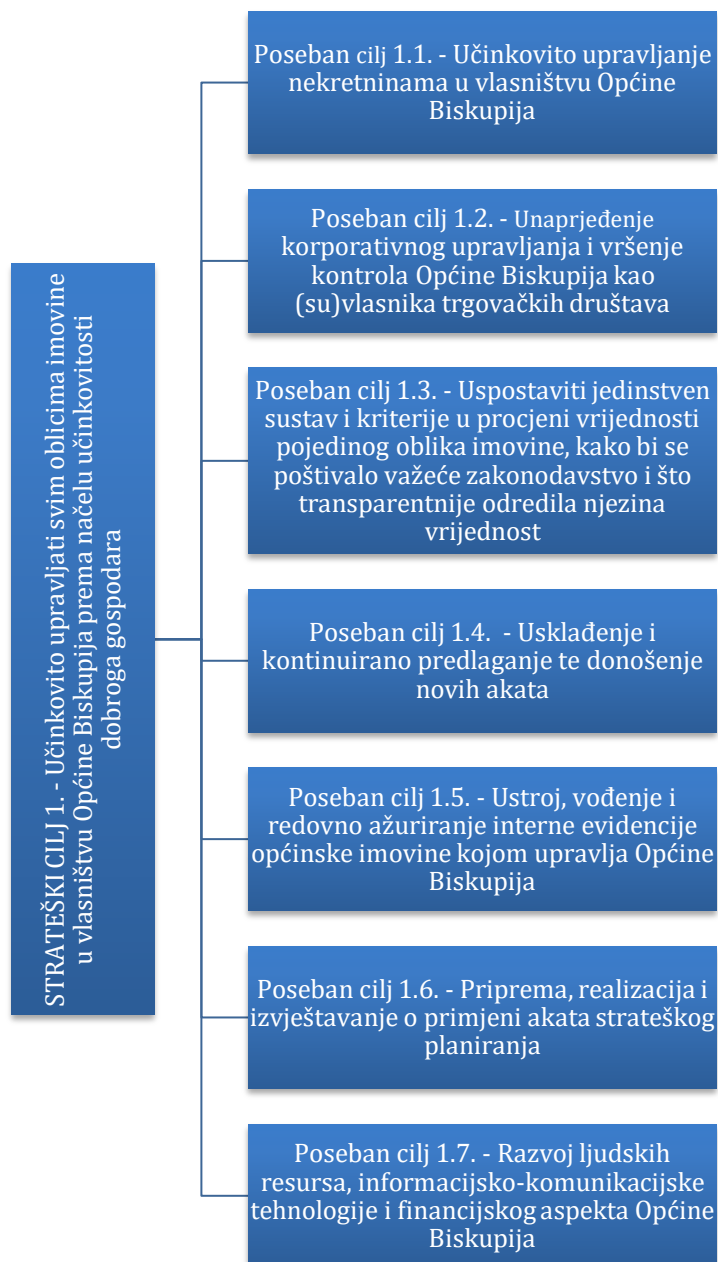 STRATEŠKI CILJ 1. - Učinkovito upravljati svim oblicima imovine
u vlasništvu Općine Biskupija prema načelu učinkovitosti
dobroga gospodara
Poseban cilj 1.1. - Učinkovito upravljanje
nekretninama u vlasništvu Općine
Biskupija
Poseban cilj 1.2. - Unaprjeđenje
korporativnog upravljanja i vršenje
kontrola Općine Biskupija kao
(su)vlasnika trgovačkih društava
Poseban cilj 1.3. - Uspostaviti jedinstven
sustav i kriterije u procjeni vrijednosti
pojedinog oblika imovine, kako bi se
poštivalo važeće zakonodavstvo i što
transparentnije odredila njezina
vrijednost
Poseban cilj 1.4. - Usklađenje i
kontinuirano predlaganje te donošenje
novih akata
Poseban cilj 1.5. - Ustroj, vođenje i
redovno ažuriranje interne evidencije
općinske imovine kojom upravlja Općine
Biskupija
Poseban cilj 1.6. - Priprema, realizacija i
izvještavanje o primjeni akata strateškog
planiranja
Poseban cilj 1.7. - Razvoj ljudskih
resursa, informacijsko-komunikacijske
tehnologije i financijskog aspekta Općine
Biskupija